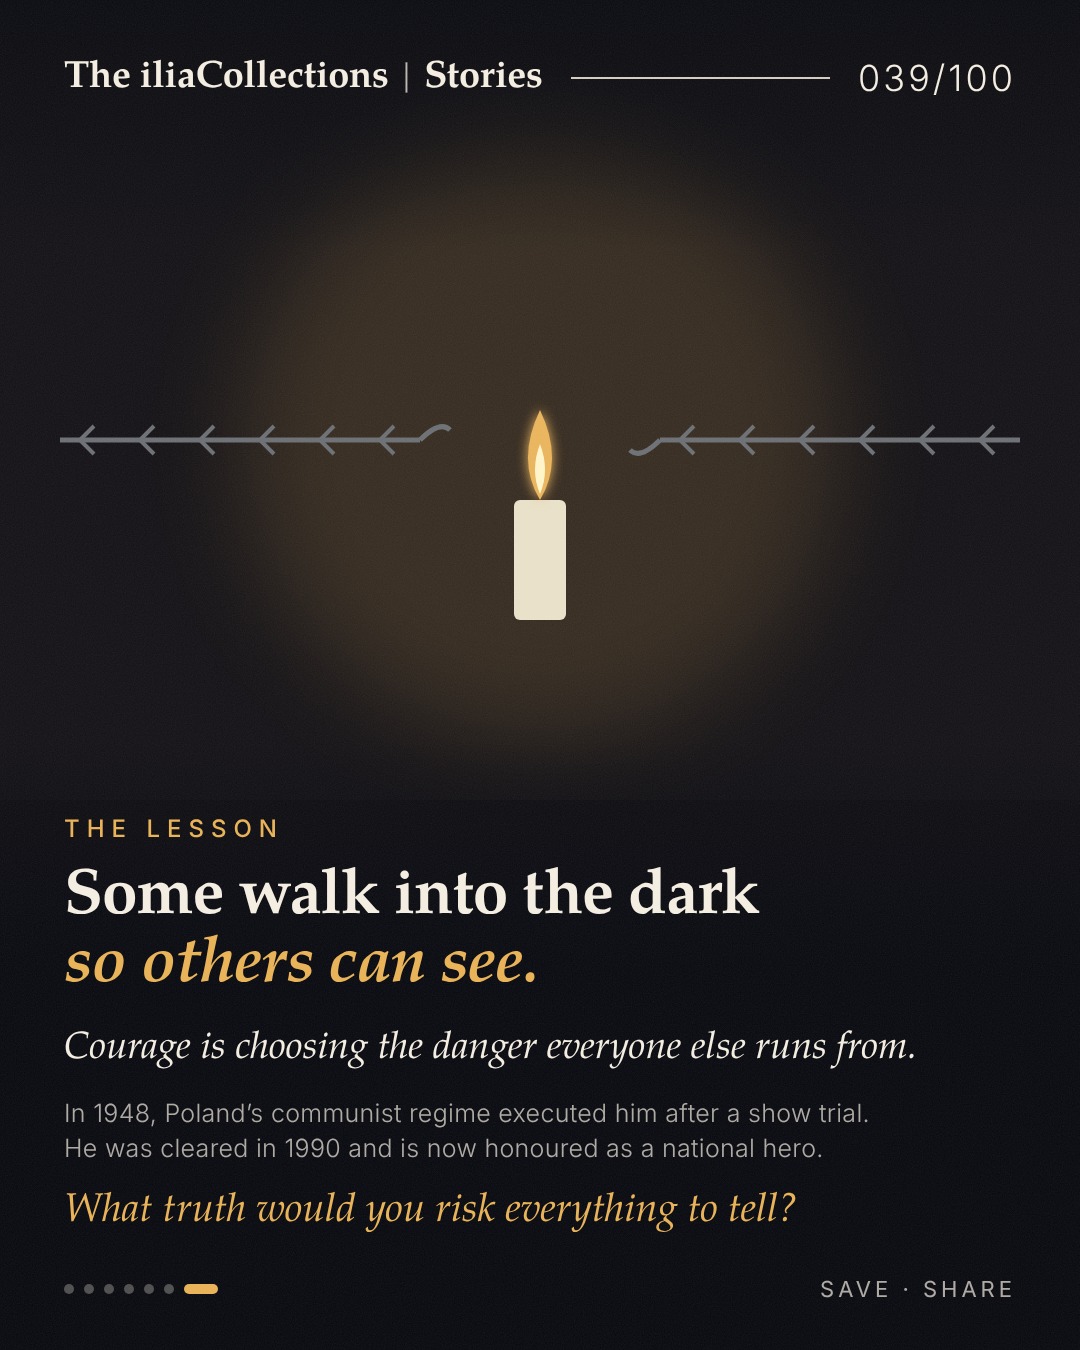 The iliaCollections | Stories 039/100
THE LESSON
Some walk into the dark
so others can see.
Courage is choosing the danger everyone else runs from.
In 1948, Poland’s communist regime executed him after a show trial.
He was cleared in 1990 and is now honoured as a national hero.
What truth would you risk everything to tell?
SAVE · SHARE